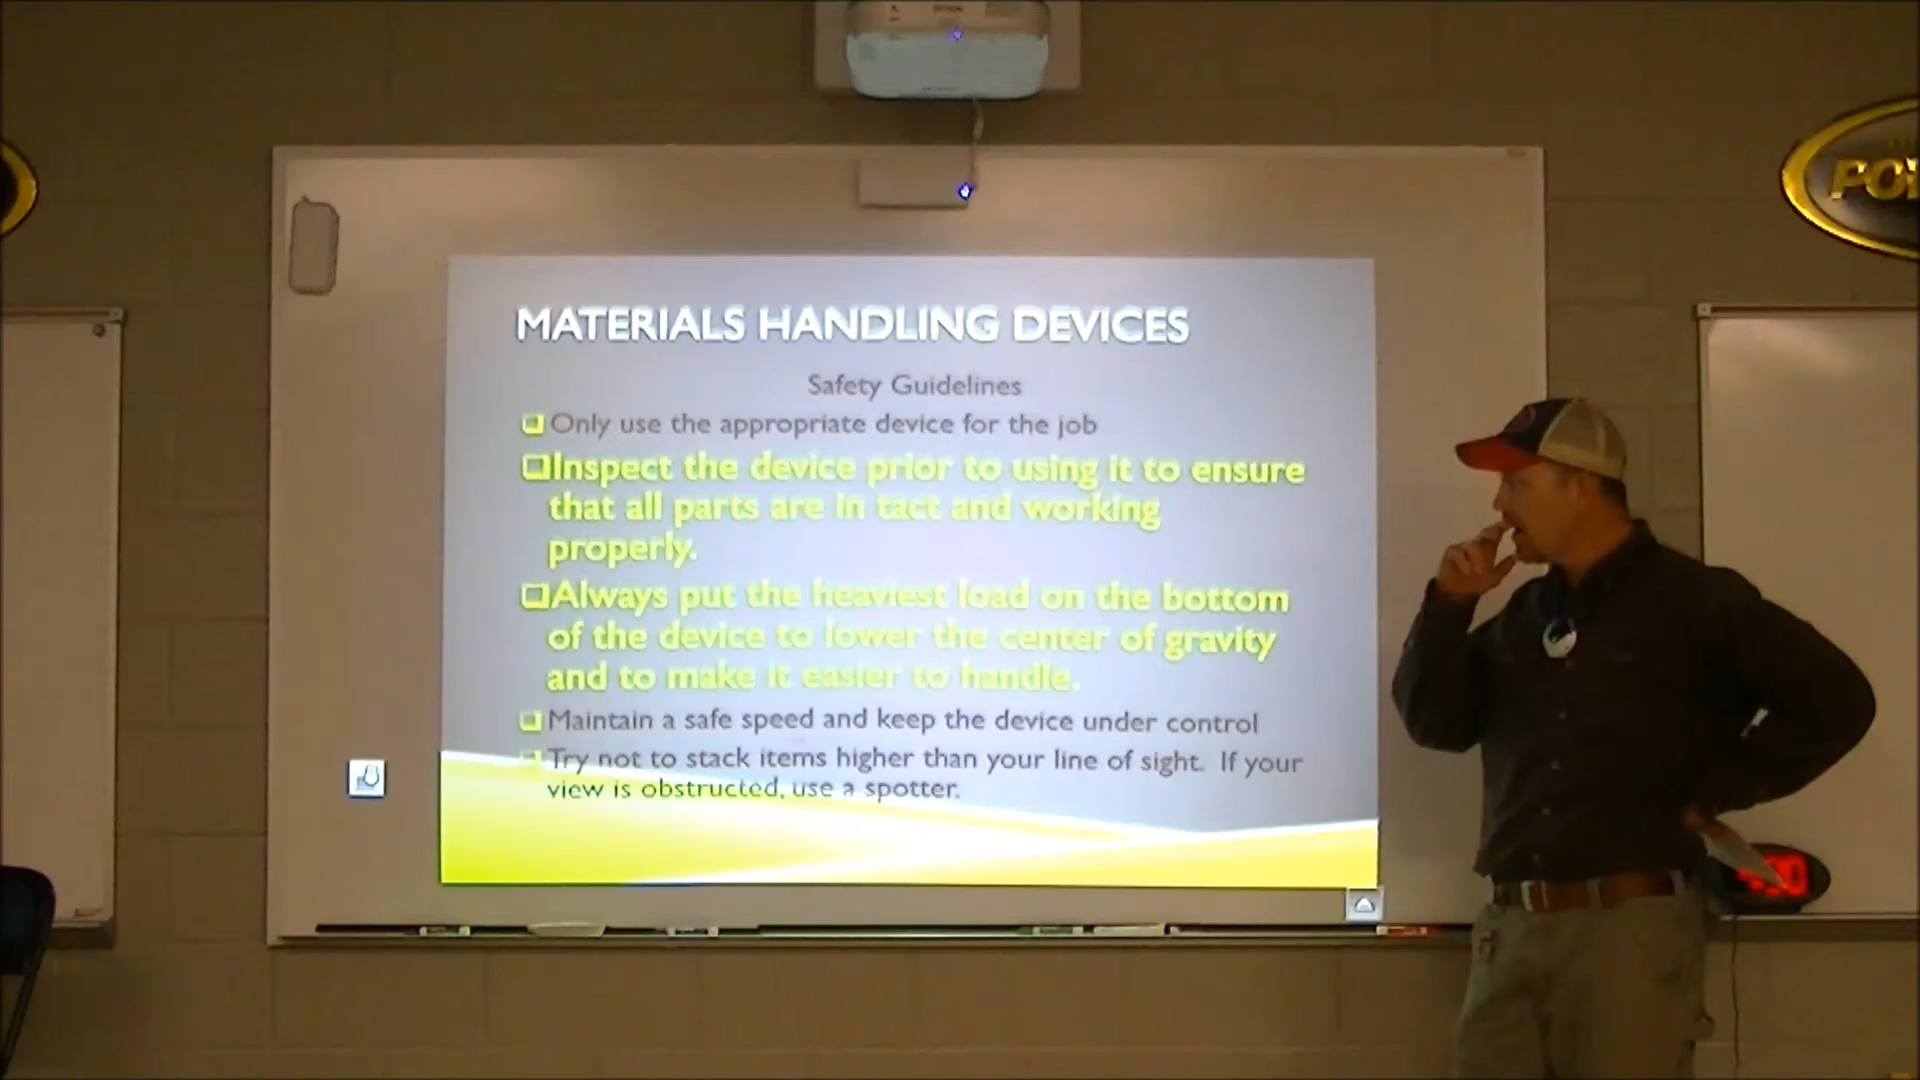 EPSON
MATERIALS HANDLING DEVICES
Safety Guidelines
Only use the appropriate device for the job
Inspect the device prior to using it to ensure
that all parts are in tact and working
properly.
Always put the heaviest load on the bottom
of the device to lower the center of gravity
and to make it easier to handle.
Maintain a safe speed and keep the device under control
Try not to stack items higher than your line of sight. If your
view is obstructed, use a spotter.